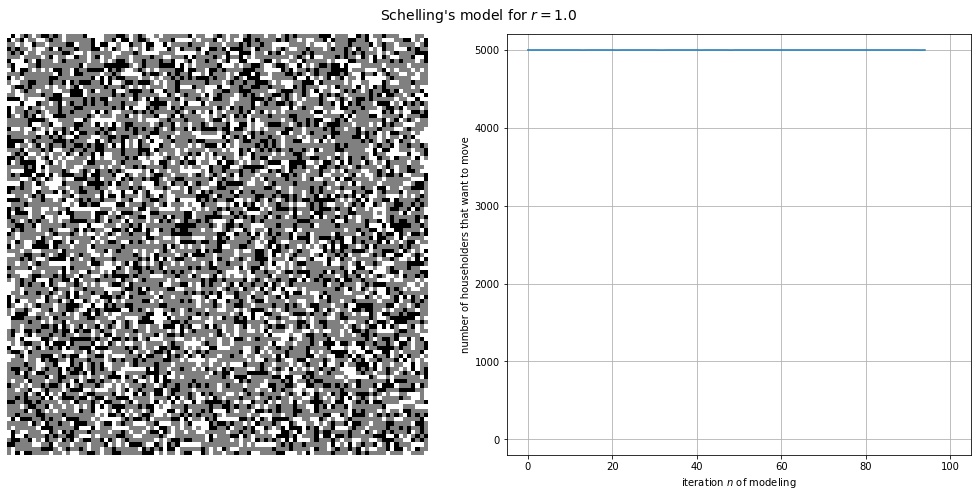 Schelling's model for r = 1.0
number of householders that want to move
5000
4000
3000
2000
1000
0
0 20 40 60 80 100
iteration n of modeling